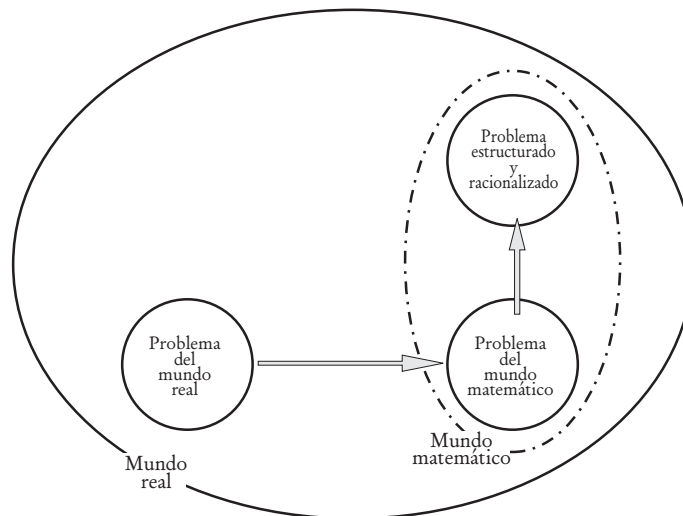 Problema
estructurado
y
racionalizado
Problema
del
mundo
real
Problema
del
mundo
matemático
Mundo
matemático
Mundo
real